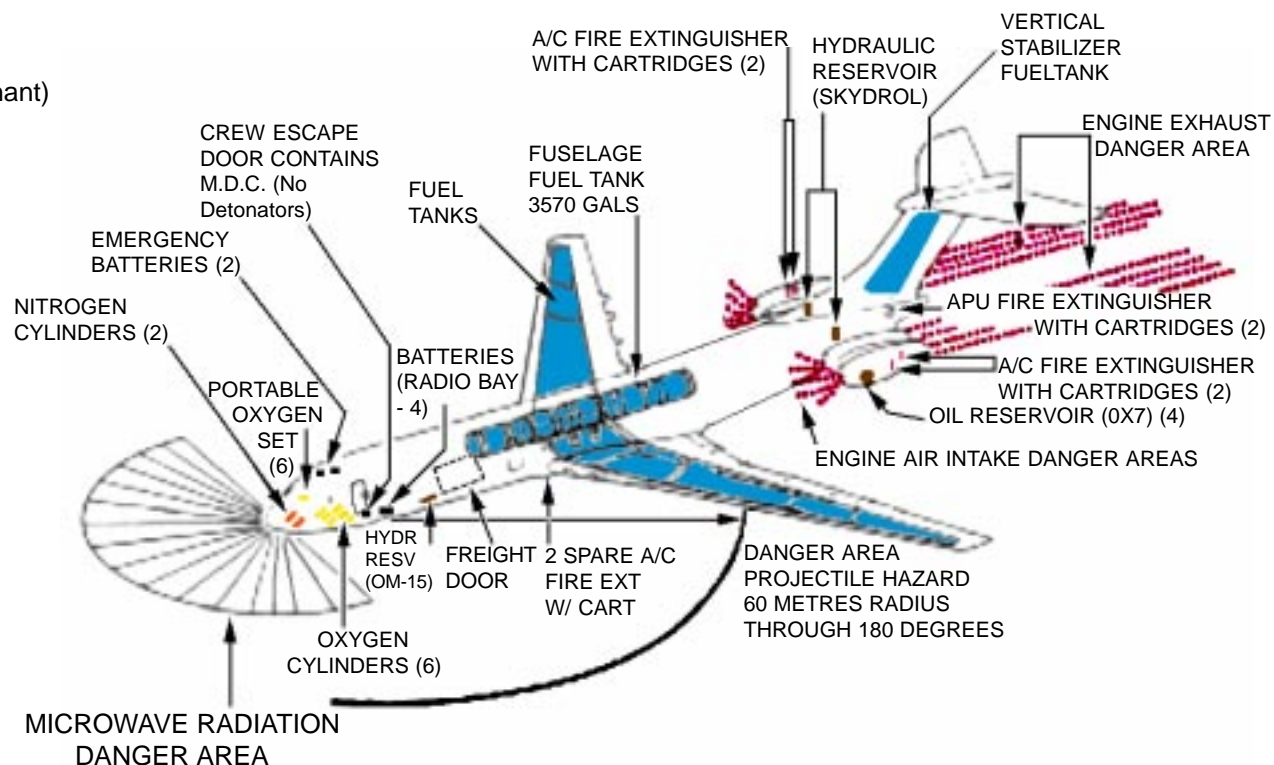 A/C FIRE EXTINGUISHER
WITH CARTRIDGES (2)
HYDRAULIC
RESERVOIR
(SKYDROL)
VERTICAL
STABILIZER
FUELTANK
nant)
CREW ESCAPE
DOOR CONTAINS
M.D.C. (No
Detonators)
FUEL
TANKS
FUSELAGE
FUEL TANK
3570 GALS
ENGINE EXHAUST
DANGER AREA
EMERGENCY
BATTERIES (2)
NITROGEN
CYLINDERS (2)
PORTABLE
OXYGEN
SET
(6)
BATTERIES
(RADIO BAY
- 4)
APU FIRE EXTINGUISHER
WITH CARTRIDGES (2)
A/C FIRE EXTINGUISHER
WITH CARTRIDGES (2)
OIL RESERVOIR (0X7) (4)
ENGINE AIR INTAKE DANGER AREAS
HYDR
RESV
(OM-15)
FREIGHT
DOOR
2 SPARE A/C
FIRE EXT
W/ CART
DANGER AREA
PROJECTILE HAZARD
60 METRES RADIUS
THROUGH 180 DEGREES
OXYGEN
CYLINDERS (6)
MICROWAVE RADIATION
DANGER AREA